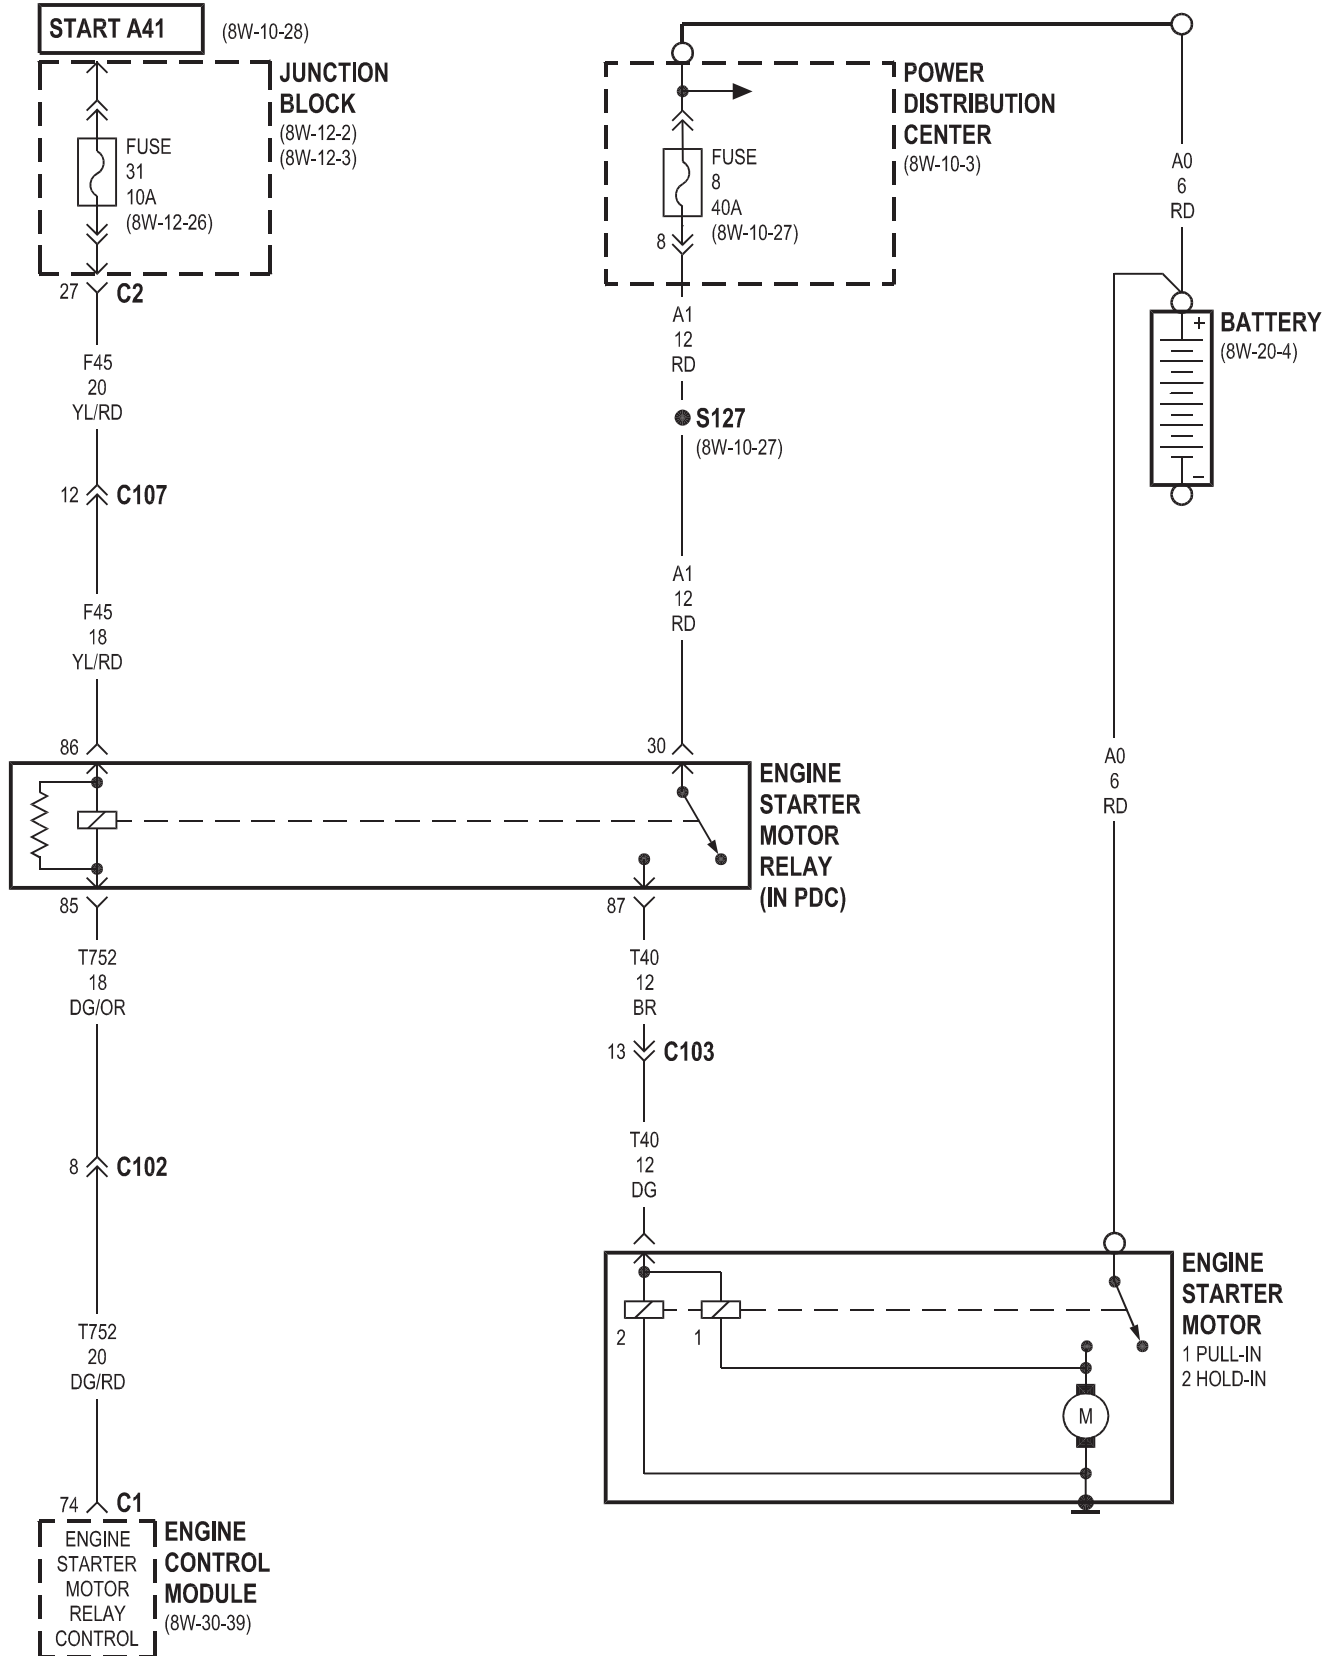 START A41
(8W-10-28)
JUNCTION
BLOCK
(8W-12-2)
(8W-12-3)
FUSE
31
10A
(8W-12-26)
27
C2
F45
20
YL/RD
12
C107
F45
18
YL/RD
86
POWER
DISTRIBUTION
CENTER
(8W-10-3)
FUSE
8
40A
(8W-10-27)
8
A1
12
RD
S127
(8W-10-27)
A1
12
RD
30
A0
6
RD
+
BATTERY
(8W-20-4)
−
A0
6
RD
ENGINE
STARTER
MOTOR
RELAY
(IN PDC)
85
T752
18
DG/OR
8
C102
T752
20
DG/RD
74
C1
ENGINE
STARTER
MOTOR
RELAY
CONTROL
ENGINE
CONTROL
MODULE
(8W-30-39)
87
T40
12
BR
13
C103
T40
12
DG
2
1
M
ENGINE
STARTER
MOTOR
1 PULL-IN
2 HOLD-IN